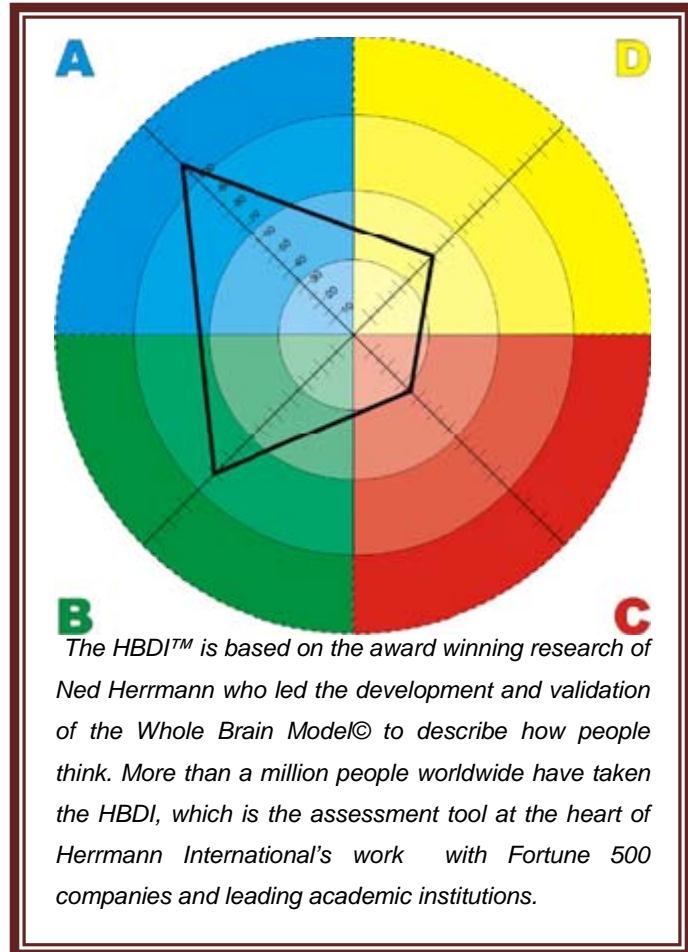 A D
B C
The HBDI™ is based on the award winning research of
Ned Herrmann who led the development and validation
of the Whole Brain Model© to describe how people
think. More than a million people worldwide have taken
the HBDI, which is the assessment tool at the heart of
Herrmann International's work with Fortune 500
companies and leading academic institutions.